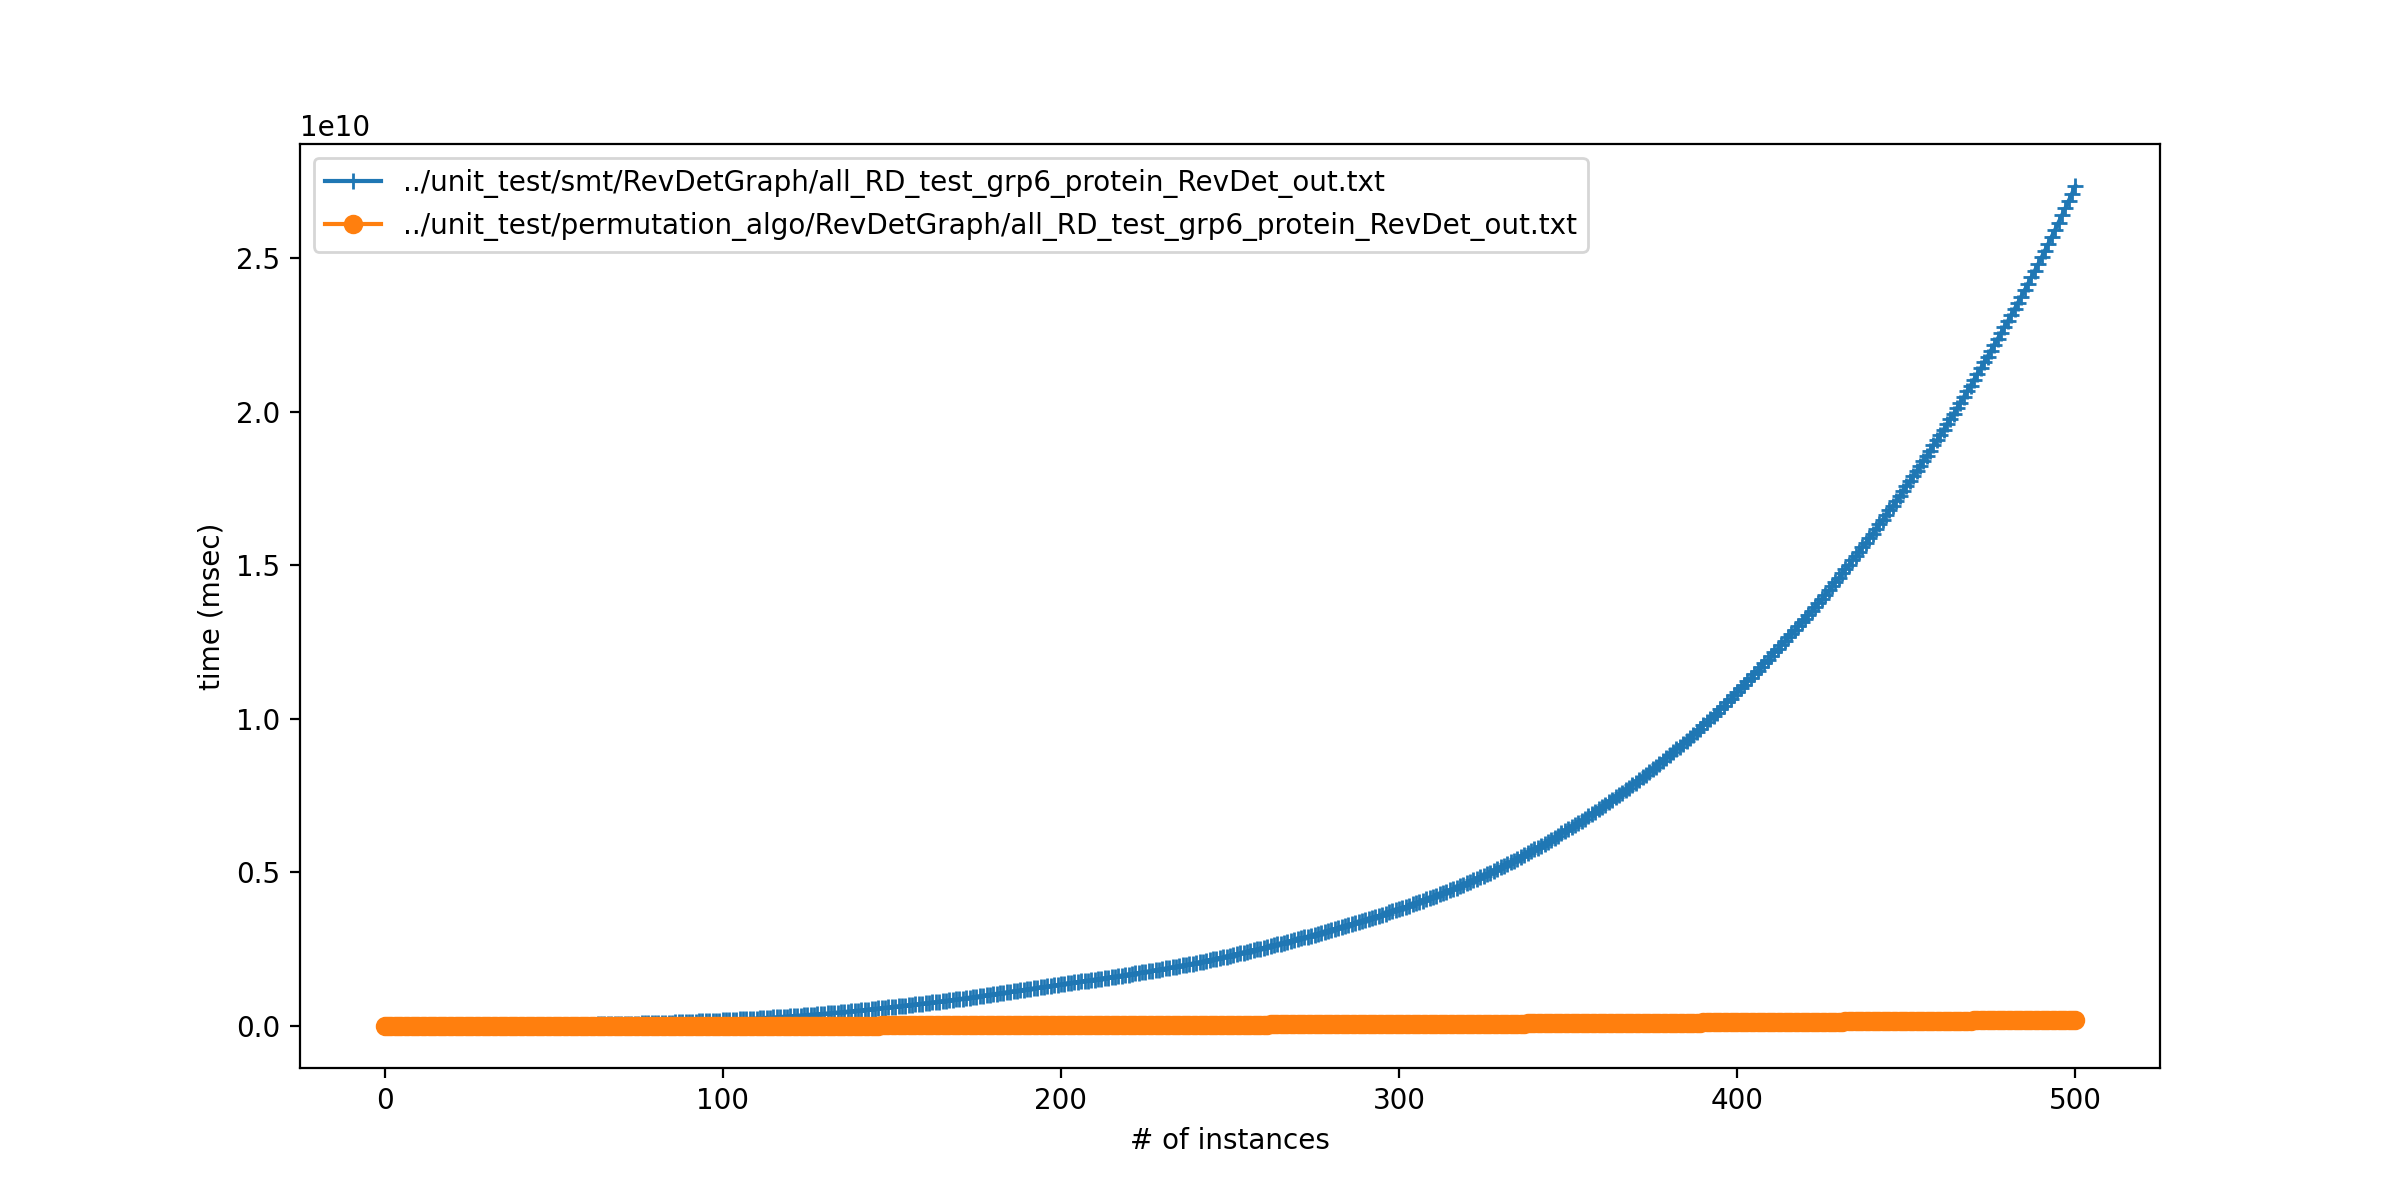 1e10
../unit_test/smt/RevDetGraph/all_RD_test_grp6_protein_RevDet_out.txt
../unit_test/permutation_algo/RevDetGraph/all_RD_test_grp6_protein_RevDet_out.txt
2.5
2.0
1.5
1.0
0.5
0.0
time (msec)
0 100 200 300 400 500
# of instances